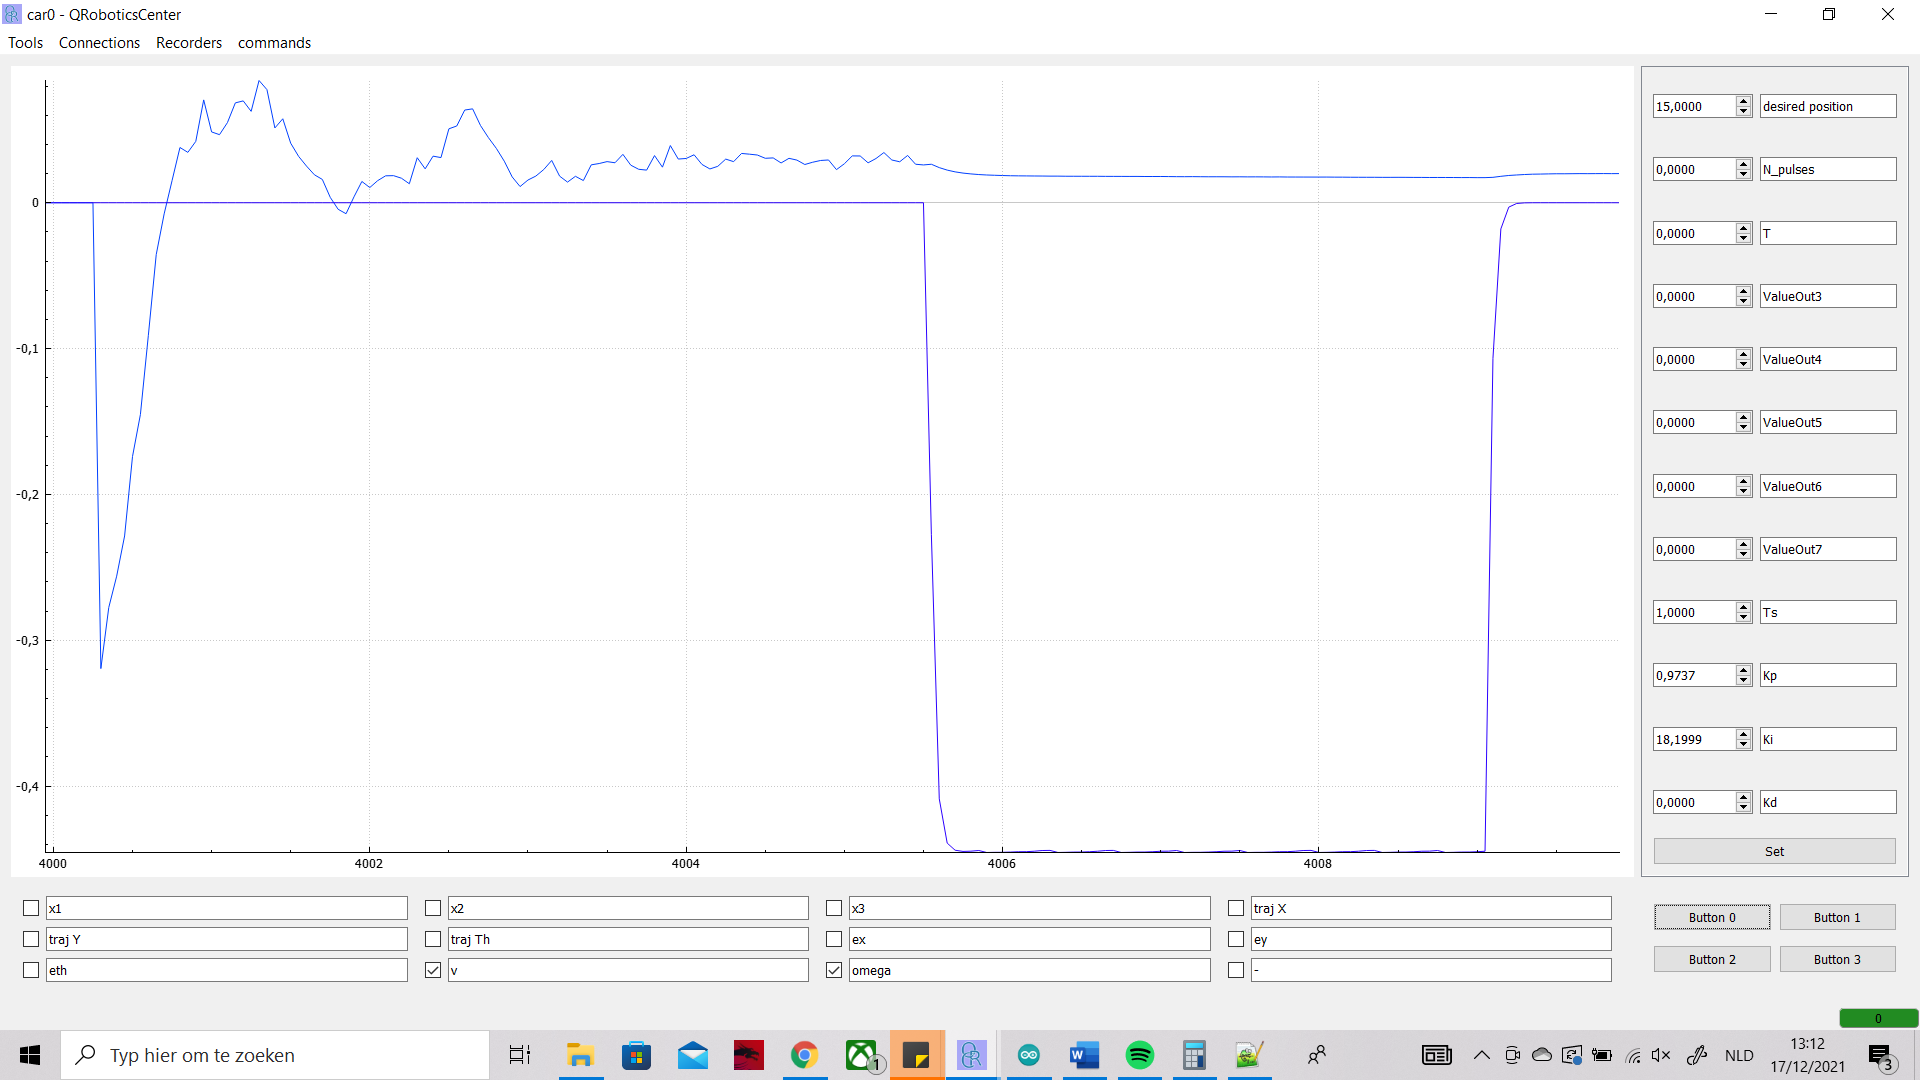 car0 - QRoboticsCenter
Tools Connections Recorders commands
0
-0,1
-0,2
-0,3
-0,4
4000 4002 4004 4006 4008
15,0000 desired position
0,0000 N_pulses
0,0000 T
0,0000 ValueOut3
0,0000 ValueOut4
0,0000 ValueOut5
0,0000 ValueOut6
0,0000 ValueOut7
1,0000 Ts
0,9737 Kp
18,1999 Ki
0,0000 Kd
Set
x1 x2 x3 traj X
traj Y traj Th ex ey
eth v omega -
Button 0 Button 1
Button 2 Button 3
0
Typ hier om te zoeken
1
W
NLD
13:12
17/12/2021
3